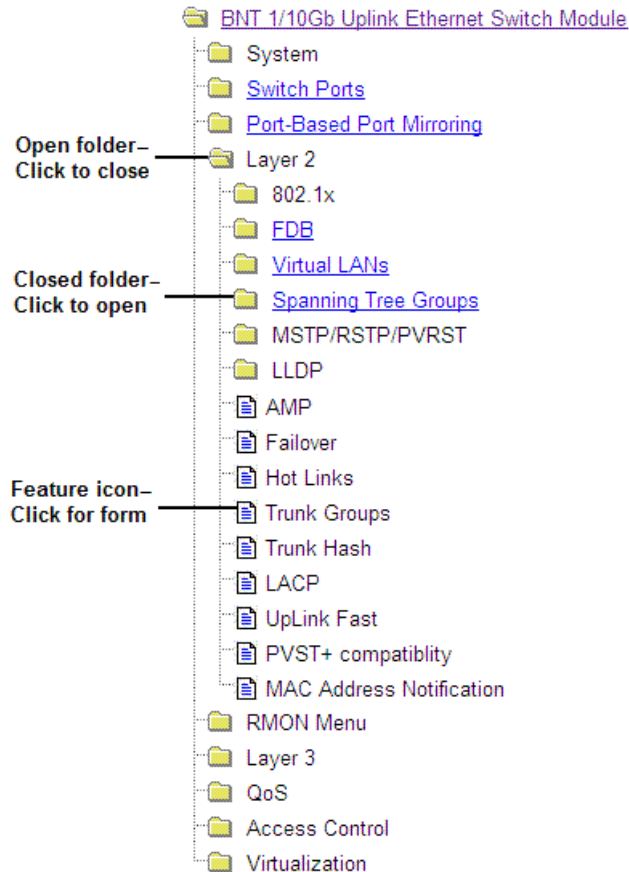 BNT 1/10Gb Uplink Ethernet Switch Module
System
Switch Ports
Port-Based Port Mirroring
Open folder–
Click to close
Layer 2
802.1x
FDB
Virtual LANs
Closed folder–
Click to open
Spanning Tree Groups
MSTP/RSTP/PVRST
LLDP
AMP
Failover
Hot Links
Feature icon–
Click for form
Trunk Groups
Trunk Hash
LACP
UpLink Fast
PVST+ compatiblity
MAC Address Notification
RMON Menu
Layer 3
QoS
Access Control
Virtualization